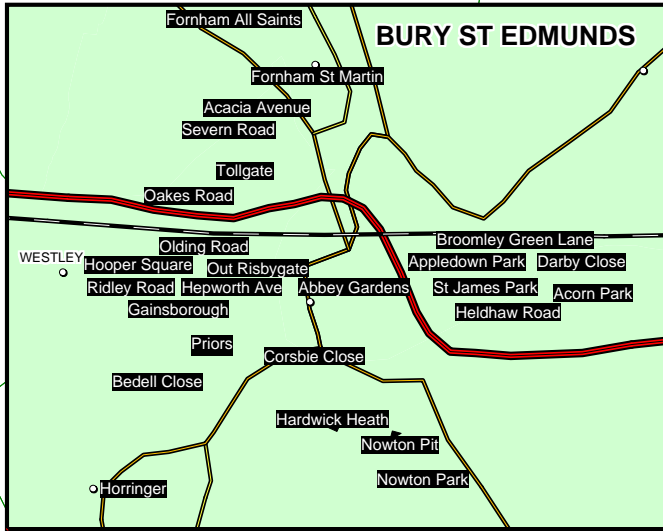 Fornham All Saints
BURY ST EDMUNDS
Fornham St Martin
Acacia Avenue
Severn Road
Tollgate
Oakes Road
Olding Road
Broomley Green Lane
WESTLEY
Hooper Square
Out Risbygate
Appledown Park
Darby Close
Ridley Road
Hepworth Ave
Abbey Gardens
St James Park
Acorn Park
Gainsborough
Heldhaw Road
Priors
Corsbie Close
Bedell Close
Hardwick Heath
Nowton Pit
Nowton Park
Horringer